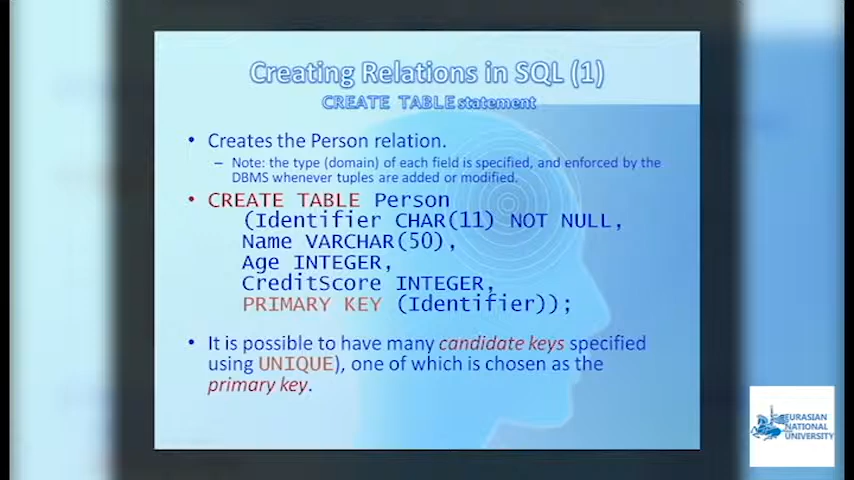 Creating Relations in SQL (1)
CREATE TABLE statement
• Creates the Person relation.
– Note: the type (domain) of each field is specified, and enforced by the
DBMS whenever tuples are added or modified.
• CREATE TABLE Person
(Identifier CHAR(11) NOT NULL,
Name VARCHAR(50),
Age INTEGER,
CreditScore INTEGER,
PRIMARY KEY (Identifier));
• It is possible to have many candidate keys specified
using UNIQUE), one of which is chosen as the
primary key.
EURASIAN
NATIONAL
UNIVERSITY